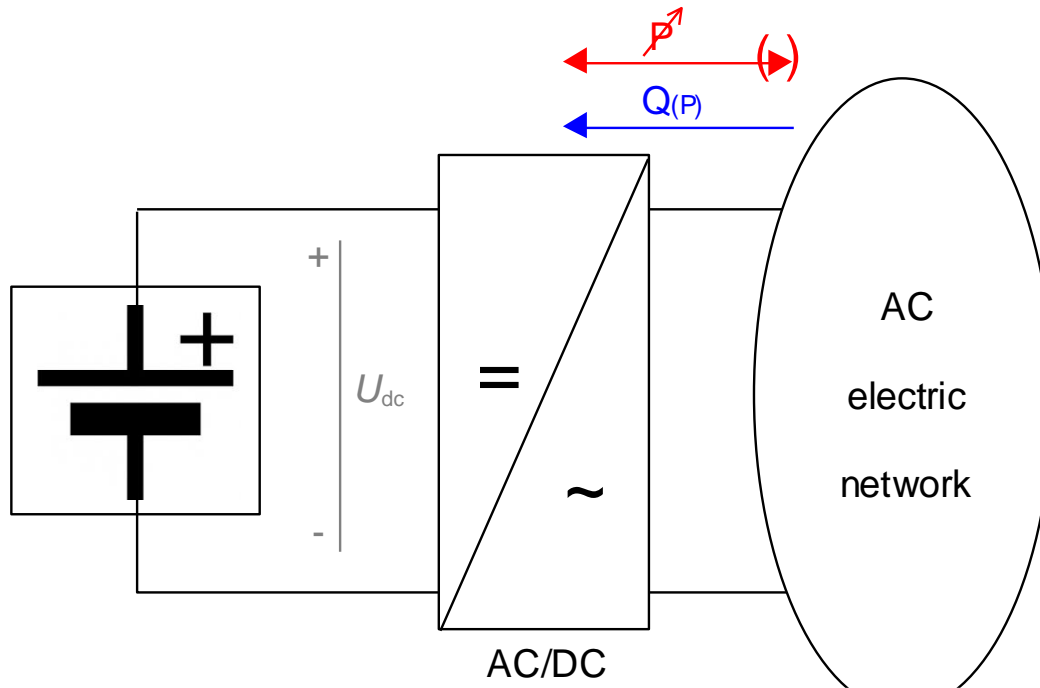 P
( )
Q(P)
+
+
Udc
-
=
~
AC
electric
network
AC/DC